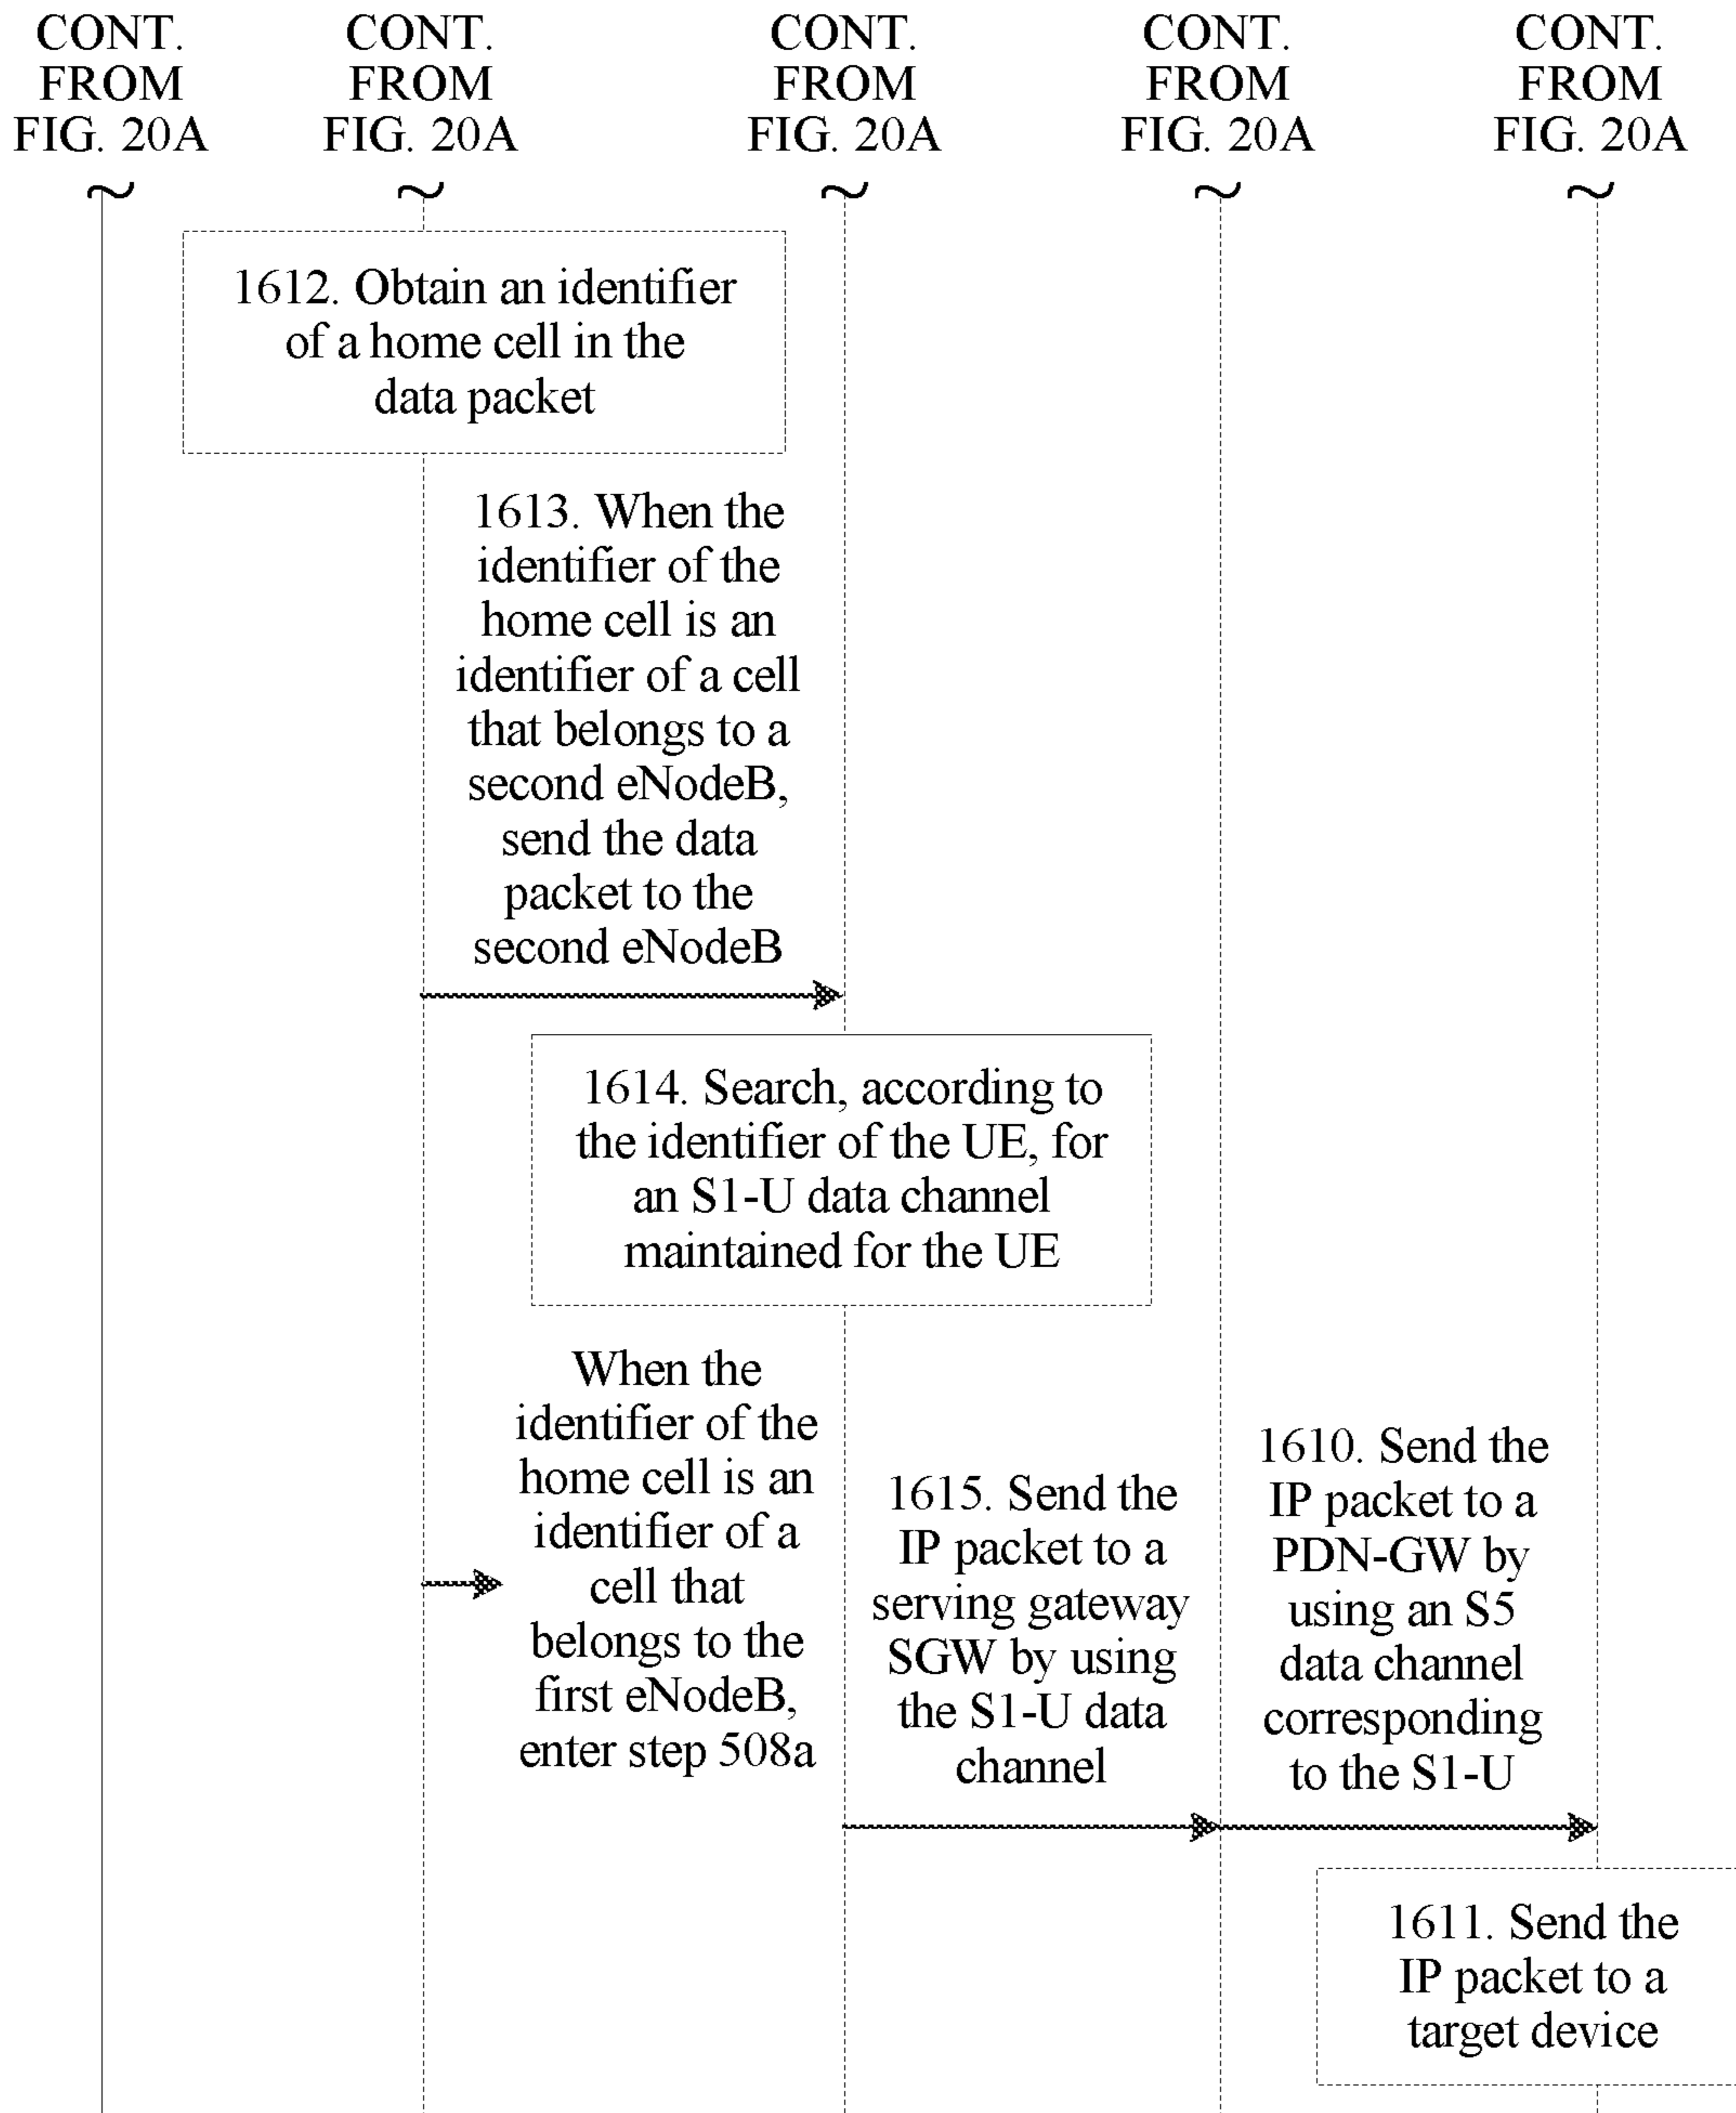 CONT.
FROM
FIG. 20A
CONT.
FROM
FIG. 20A
CONT.
FROM
FIG. 20A
CONT.
FROM
FIG. 20A
CONT.
FROM
FIG. 20A
1612. Obtain an identifier
of a home cell in the
data packet
1613. When the
identifier of the
home cell is an
identifier of a cell
that belongs to a
second eNodeB,
send the data
packet to the
second eNodeB
1614. Search, according to
the identifier of the UE, for
an S1-U data channel
maintained for the UE
When the
identifier of the
home cell is an
identifier of a
cell that
belongs to the
first eNodeB,
enter step 508a
1615. Send the
IP packet to a
serving gateway
SGW by using
the S1-U data
channel
1610. Send the
IP packet to a
PDN-GW by
using an S5
data channel
corresponding
to the S1-U
1611. Send the
IP packet to a
target device